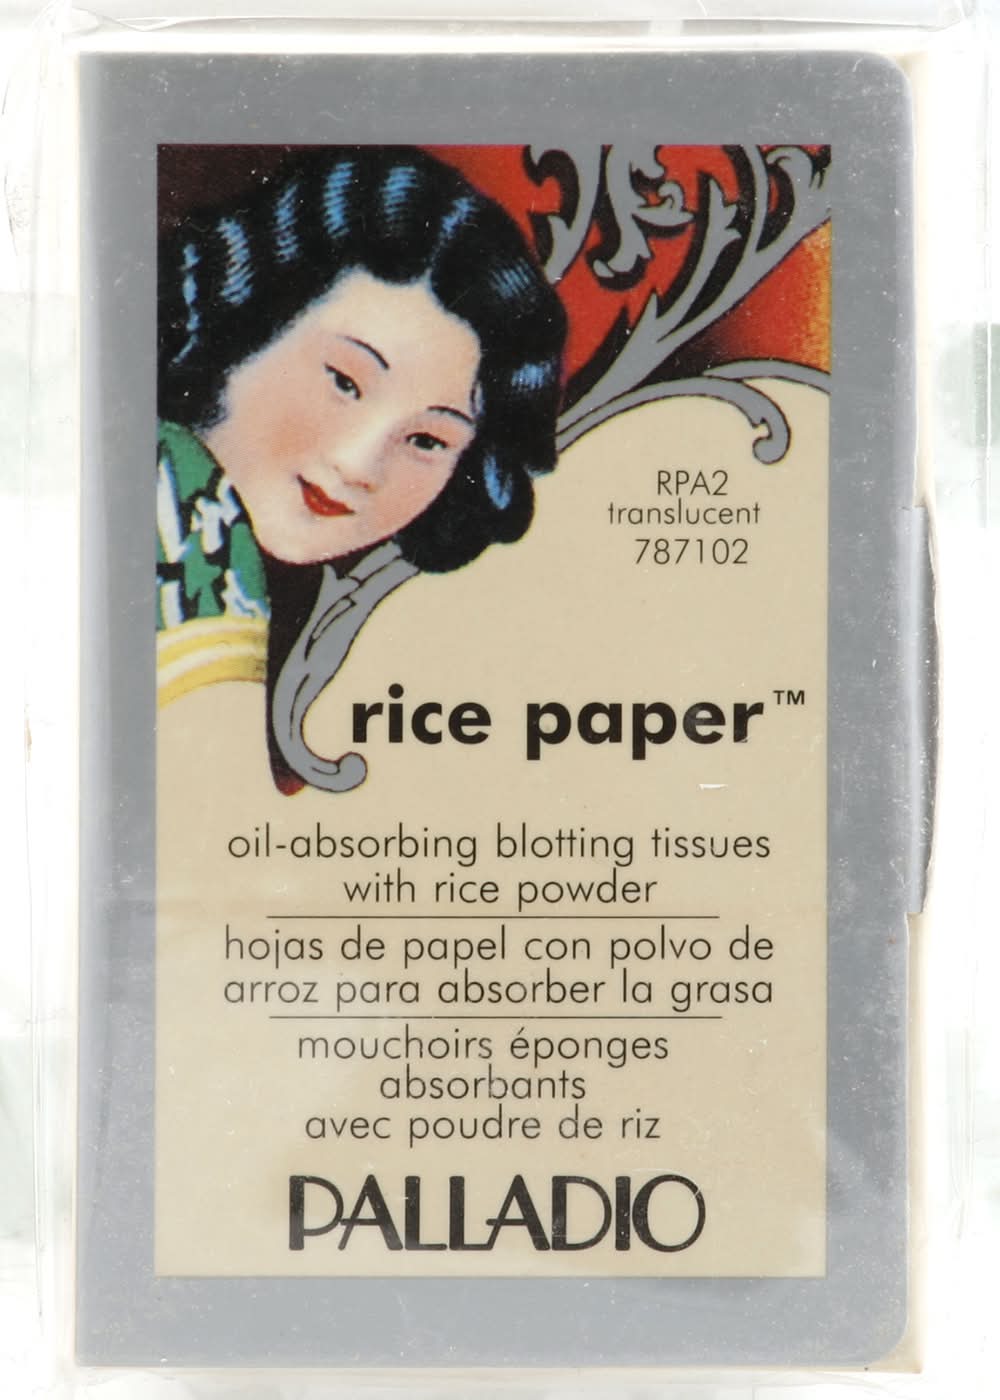 RPA2
translucent
787102
rice paper™
oil-absorbing blotting tissues
with rice powder
hojas de papel con polvo de
arroz para absorber la grasa
mouchoirs éponges
absorbants
avec poudre de riz
PALLADIO